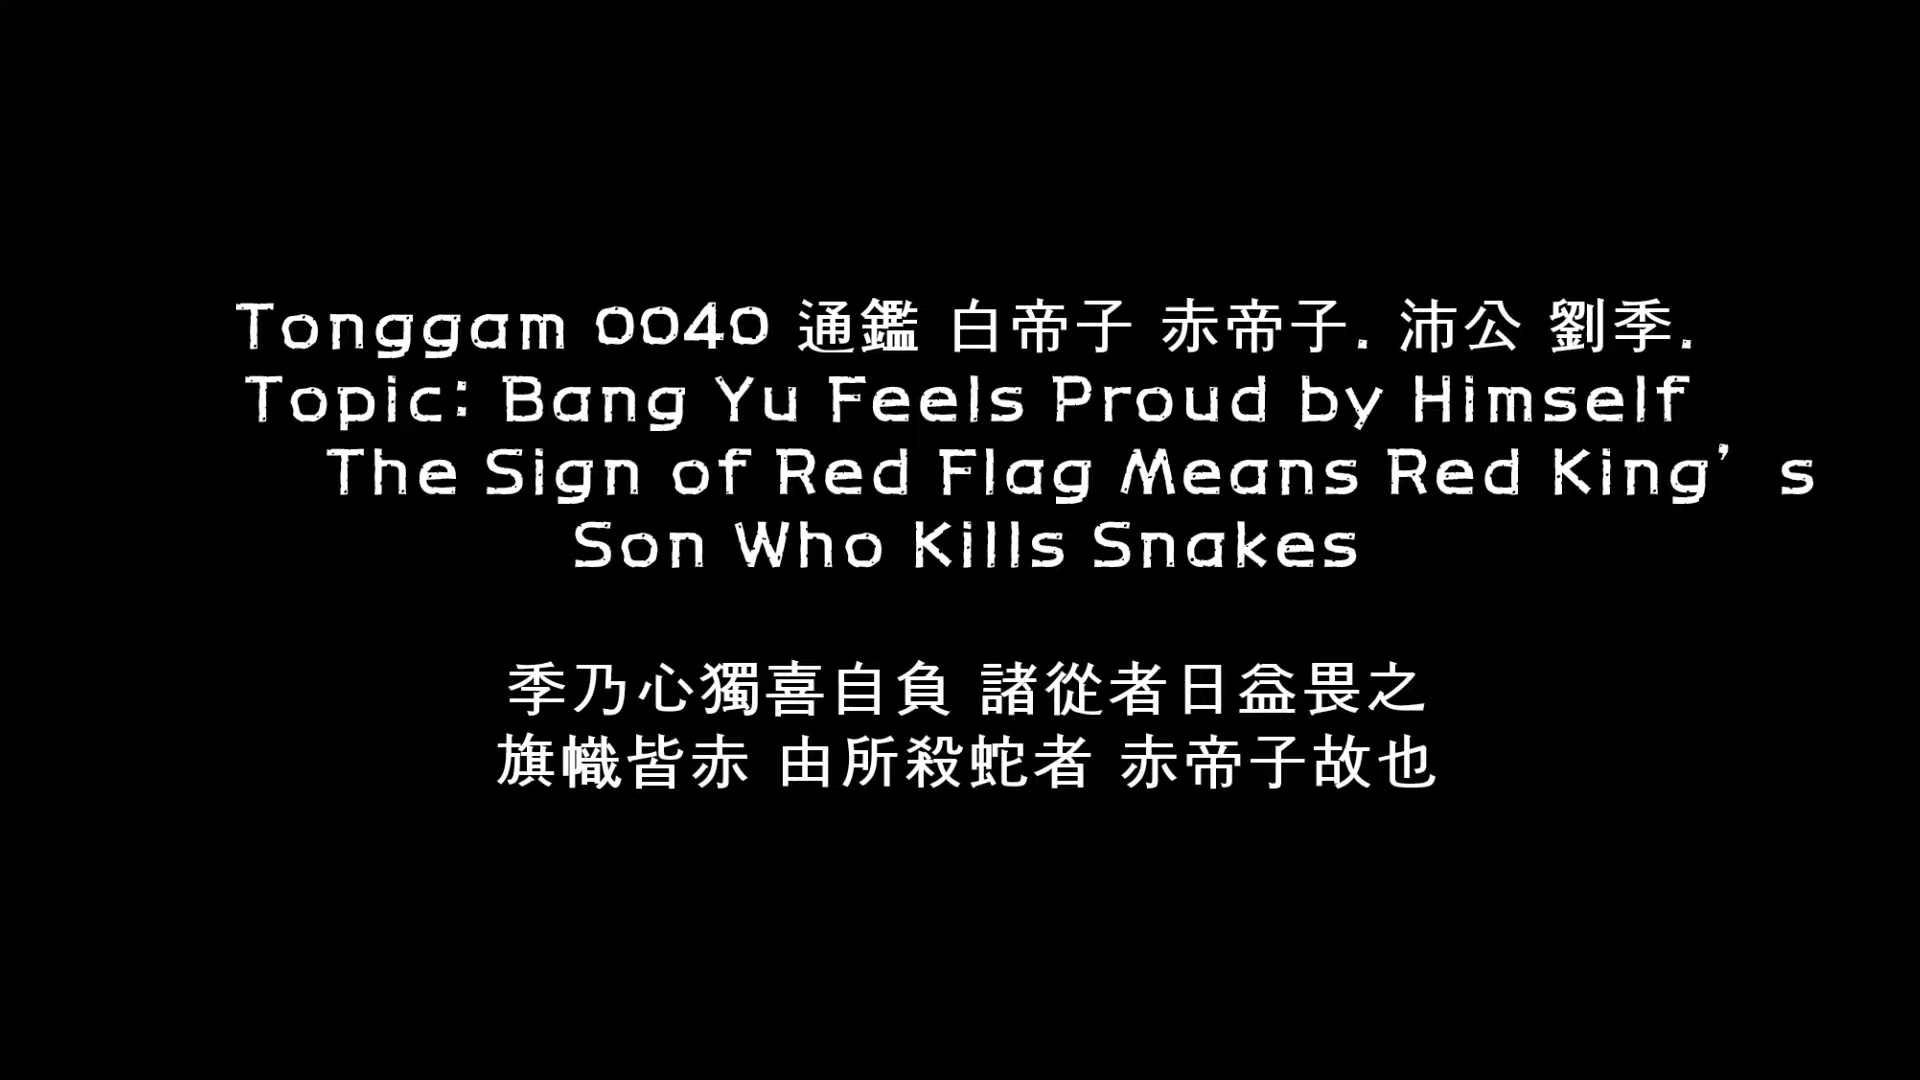 Tonggam 0040 通鑑 白帝子 赤帝子. 沛公 劉季.
Topic: Bang Yu Feels Proud by Himself
The Sign of Red Flag Means Red King’s
Son Who Kills Snakes
季乃心獨喜自負 諸從者日益畏之
旗幟皆赤 由所殺蛇者 赤帝子故也